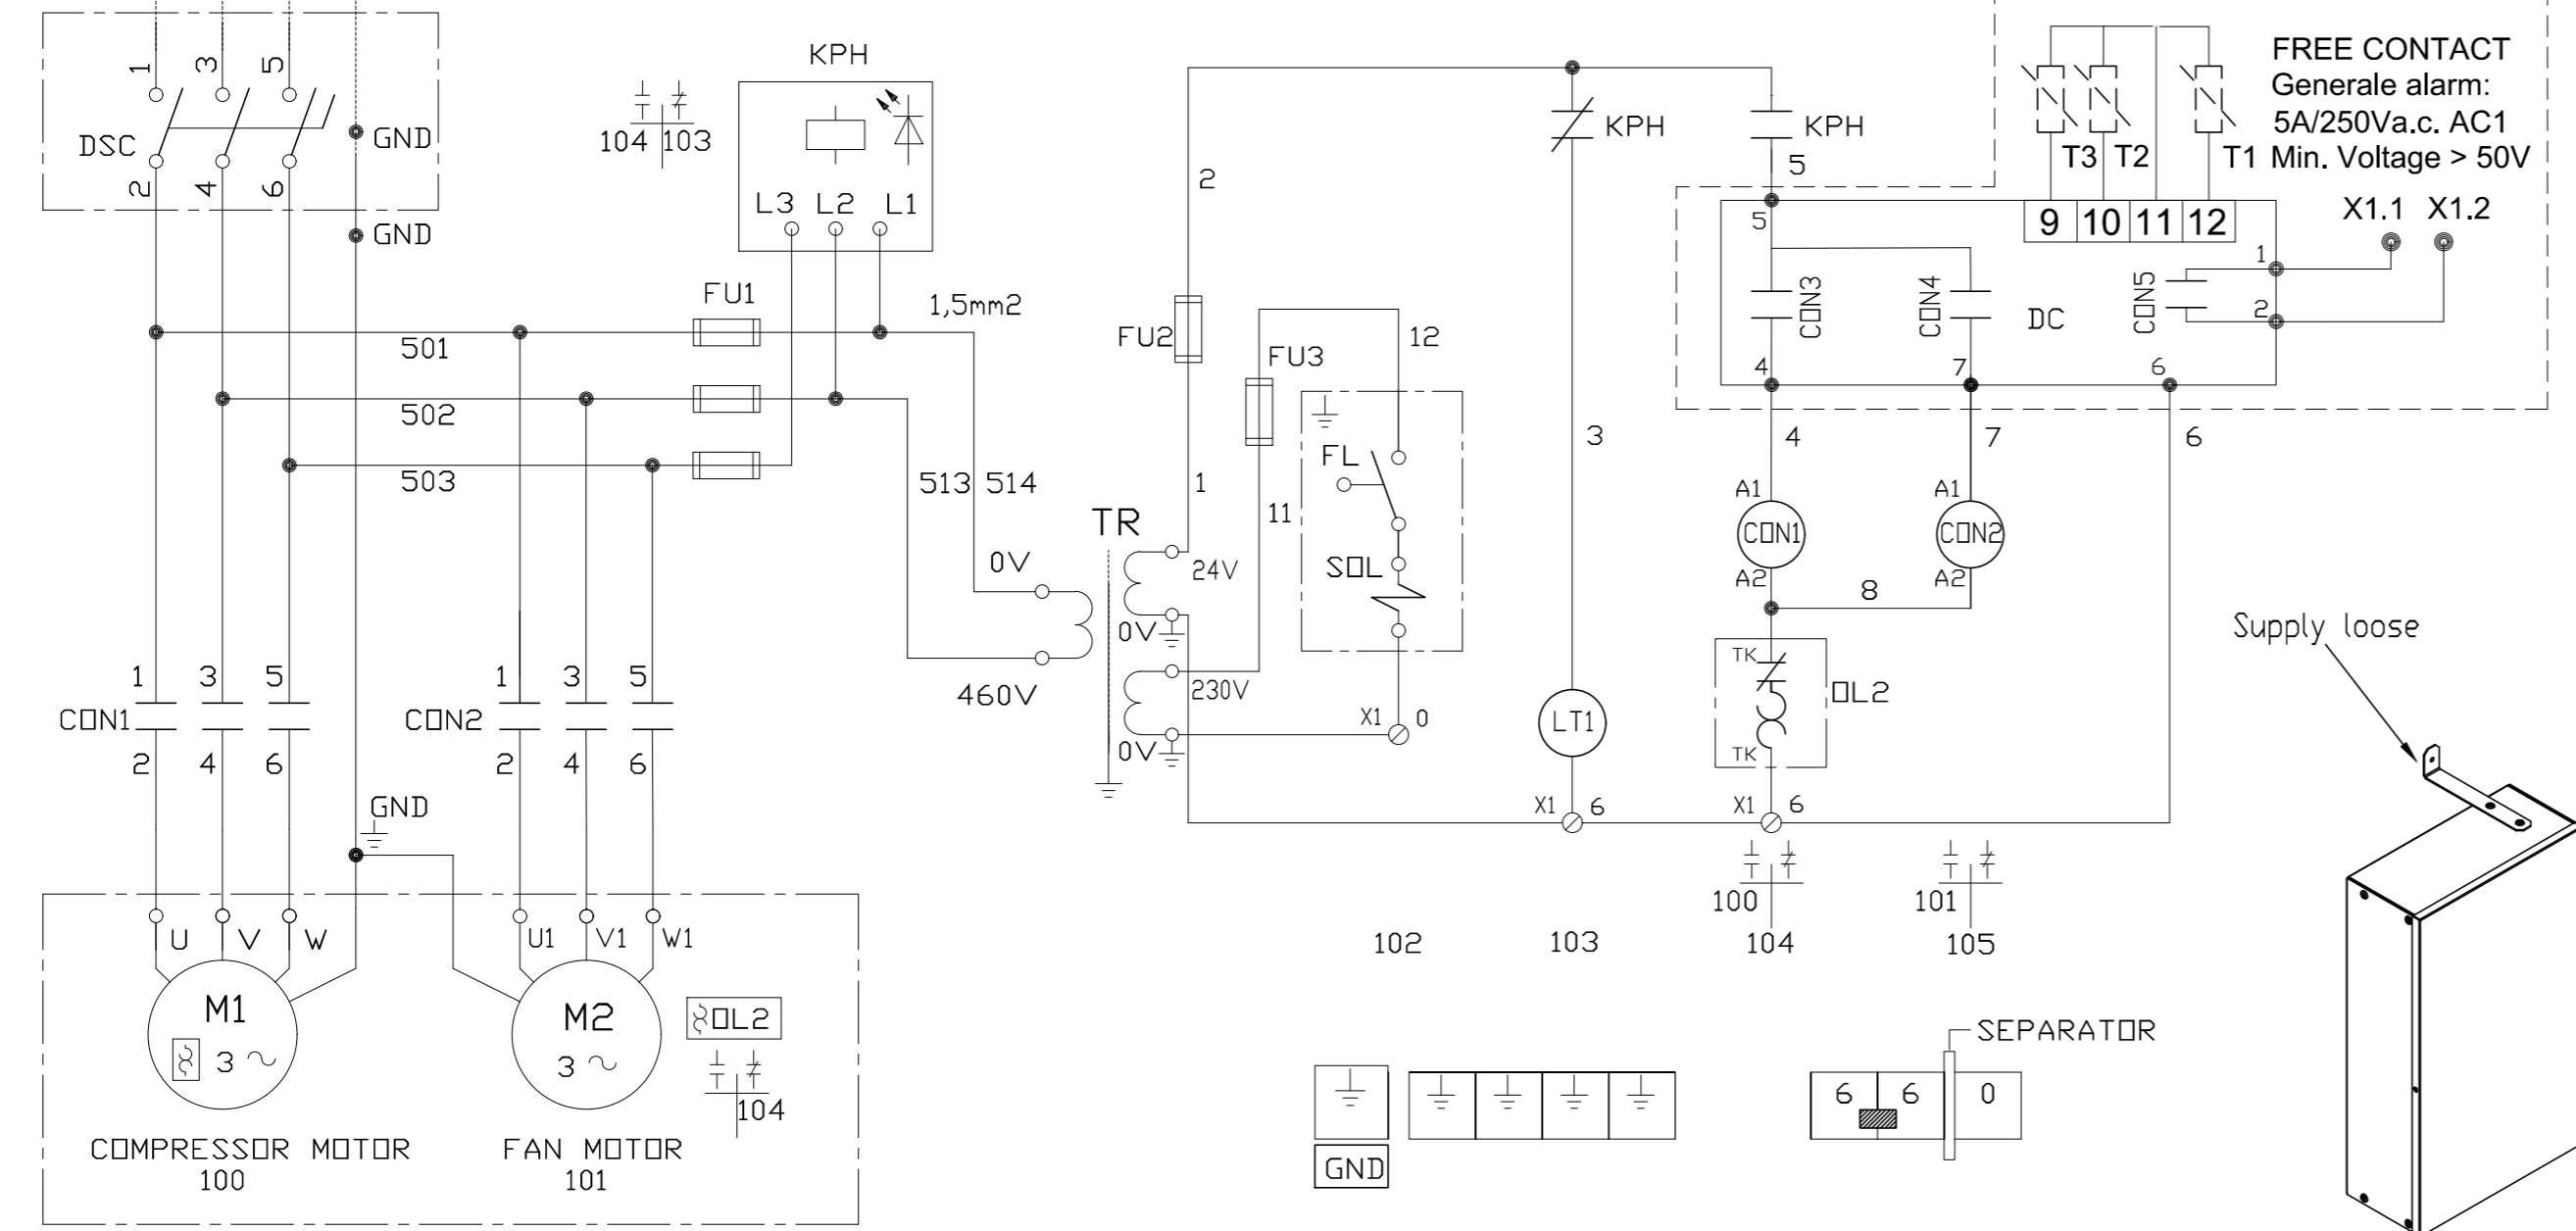 KPH
FREE CONTACT
Generale alarm:
5A/250Va.c. AC1
Min. Voltage > 50V
1 3 5
DSC
GND
2 4 6
GND
104 103
L3 L2 L1
KPH
KPH
T3 T2 T1
X1.1 X1.2
2
5
5
9 10 11 12
1
2
CON3
CON4
DC
CON5
4 7 6
FU1
1,5mm2
501
502
503
513 514
FU2
FU3
12
FL
3
4 7 6
1
11
TR
0V
460V
24V
0V
230V
0V
SOL
X1 0
A1 A1
CON1 CON2
A2 A2
8
TK
OL2
TK
LT1
X1 6
X1 6
Supply loose
1 3 5
CON1
2 4 6
1 3 5
CON2
2 4 6
GND
U V W
U1 V1 W1
M1
3
M2
3
OL2
104
COMPRESSOR MOTOR
100
FAN MOTOR
101
100
101
102
103
104
105
SEPARATOR
6 6 0
GND